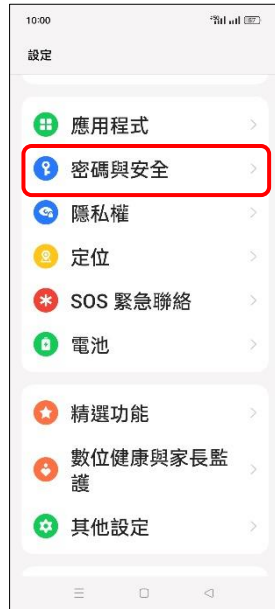 10:00
設定
應用程式
密碼與安全
隱私權
定位
SOS 緊急聯絡
電池
精選功能
數位健康與家長監
護
其他設定